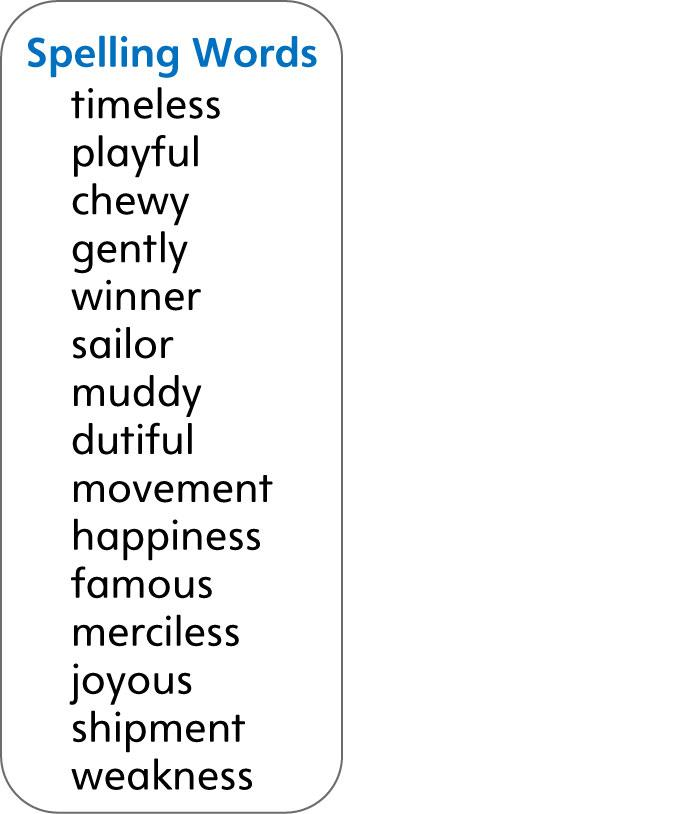 Spelling Words
timeless
playful
chewy
gently
winner
sailor
muddy
dutiful
movement
happiness
famous
merciless
joyous
shipment
weakness